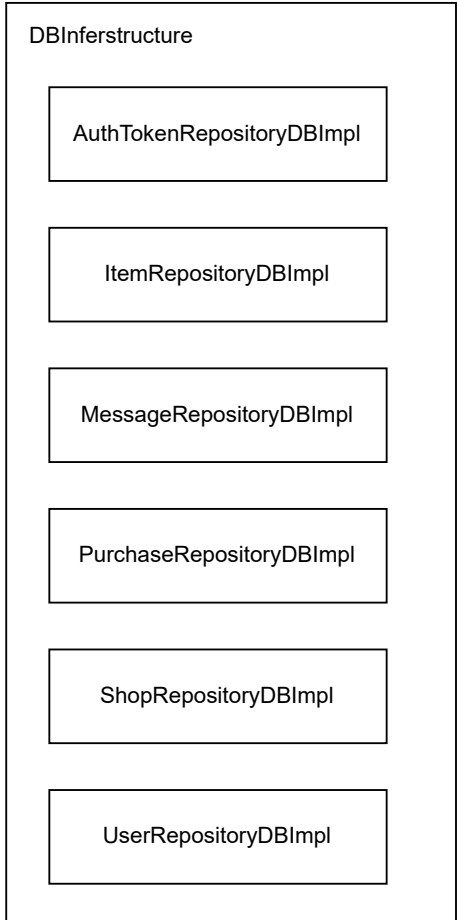 DBInferstructure
AuthTokenRepositoryDBImpl
ItemRepositoryDBImpl
MessageRepositoryDBImpl
PurchaseRepositoryDBImpl
ShopRepositoryDBImpl
UserRepositoryDBImpl